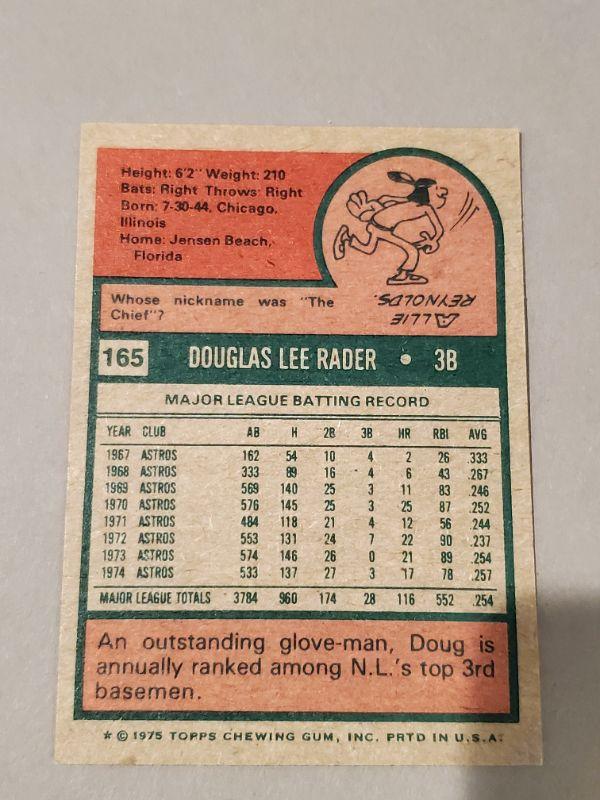 Height: 6'2" Weight: 210
Bats: Right Throws: Right
Born: 7-30-44, Chicago,
Illinois
Home: Jensen Beach,
Florida
Whose nickname was "The
Chief"?
ALLIE
REYNOLDS.
165 DOUGLAS LEE RADER • 3B
MAJOR LEAGUE BATTING RECORD
YEAR CLUB AB H 2B 3B HR RBI AVG
1967 ASTROS 162 54 10 4 2 26 .333
1968 ASTROS 333 89 16 4 6 43 .267
1969 ASTROS 569 140 25 3 11 83 .246
1970 ASTROS 576 145 25 3 25 87 .252
1971 ASTROS 484 118 21 4 12 56 .244
1972 ASTROS 553 131 24 7 22 90 .237
1973 ASTROS 574 146 26 0 21 89 .254
1974 ASTROS 533 137 27 3 17 78 .257
MAJOR LEAGUE TOTALS 3784 960 174 28 116 552 .254
An outstanding glove-man, Doug is
annually ranked among N.L.'s top 3rd
basemen.
* © 1975 TOPPS CHEWING GUM, INC. PRTD IN U.S.A.